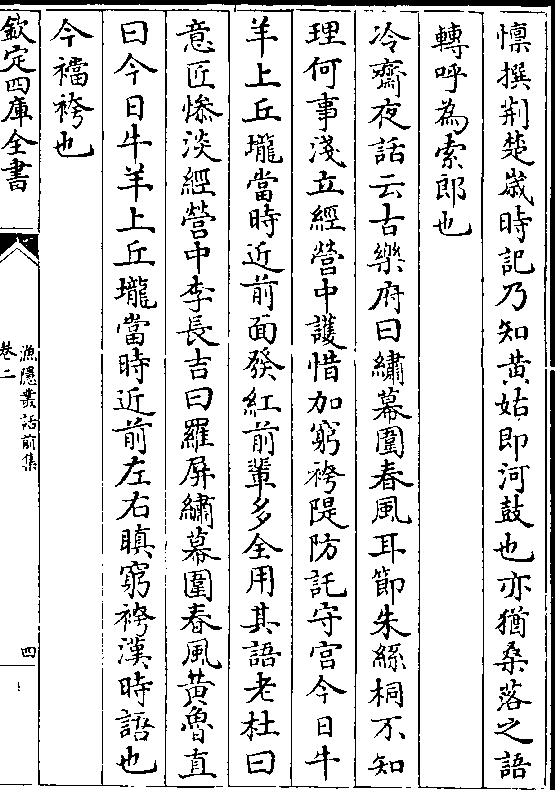 懍撰荆楚歳時記乃知黄姑即河鼓也亦猶桑落之語
轉呼為索郎也
冷齋夜話云古樂府曰繡幕圍春風耳節朱絲桐不知
理何事淺立經營中護惜加窮袴隄防託守宫今日牛
羊上丘壠當時近前面發紅前輩多全用其語老杜曰
意匠惨淡經營中李長吉曰羅屏繡幕圍春風黄魯直
曰今日牛羊上丘壠當時近前左右瞋窮袴漢時語也
今襠袴也
欽定四庫全書
漁隱叢話前集
卷二
四